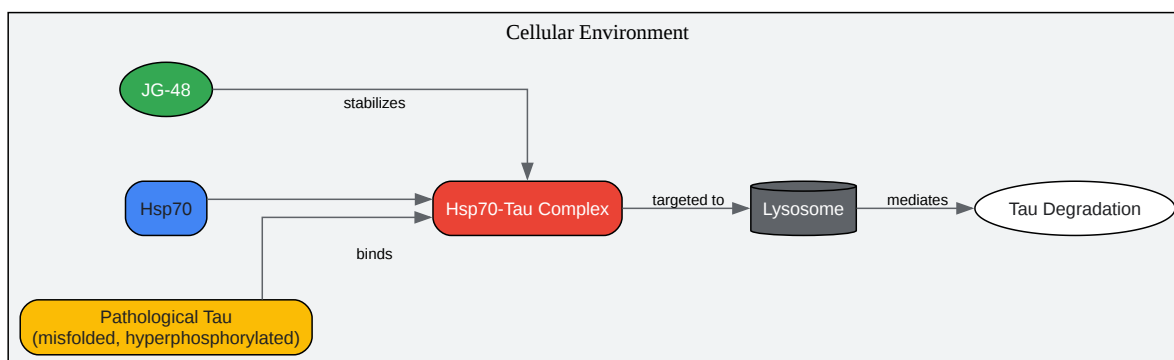 Cellular Environment
JG-48
stabilizes
Hsp70
Hsp70-Tau Complex
targeted to
Lysosome
mediates
Tau Degradation
binds
Pathological Tau
(misfolded, hyperphosphorylated)